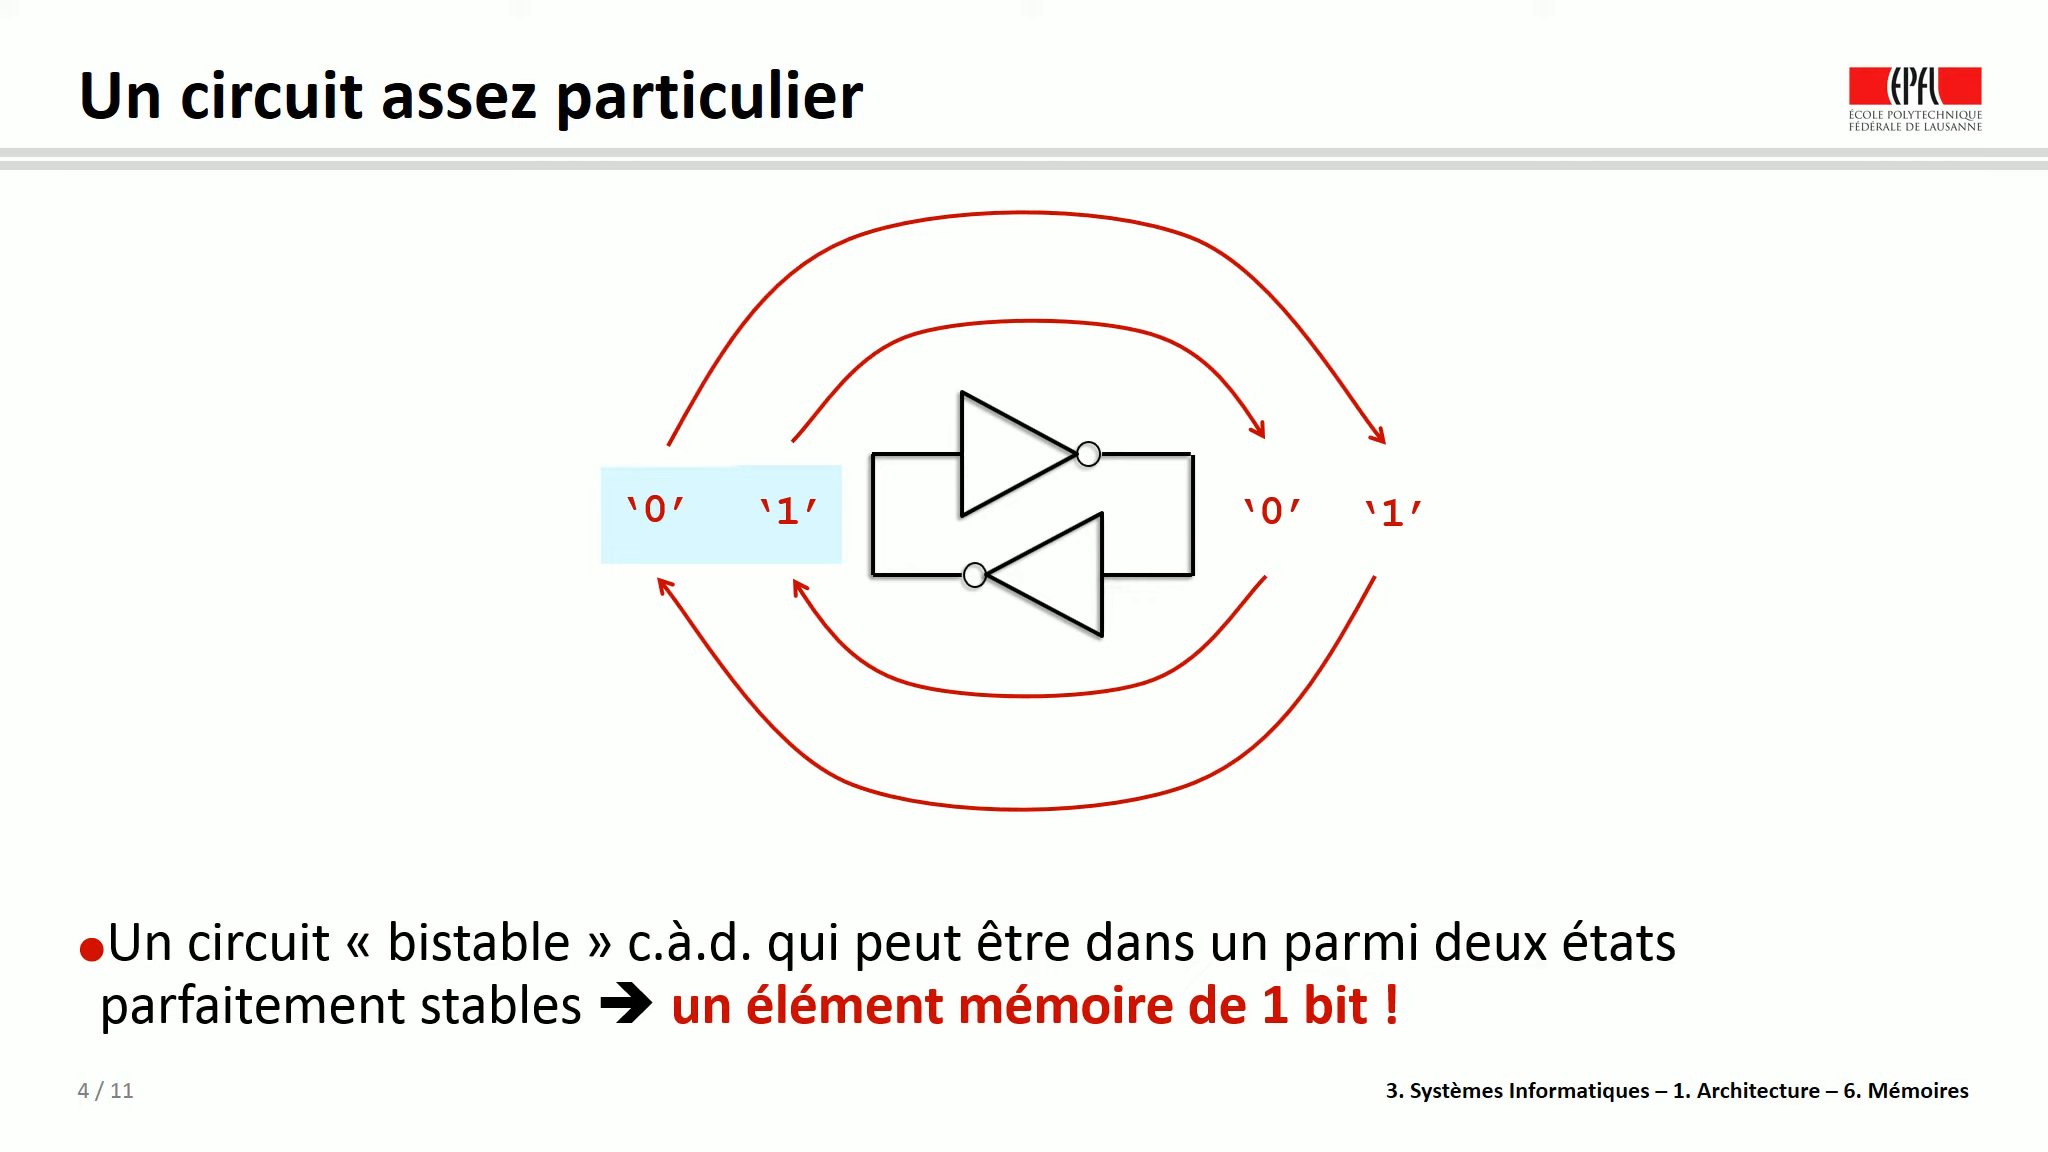 Un circuit assez particulier
EPFL
ÉCOLE POLYTECHNIQUE
FÉDÉRALE DE LAUSANNE
‘0’ ‘1’ ‘0’ ‘1’
●Un circuit « bistable » c.à.d. qui peut être dans un parmi deux états
parfaitement stables ➔ un élément mémoire de 1 bit !
4 / 11
3. Systèmes Informatiques – 1. Architecture – 6. Mémoires